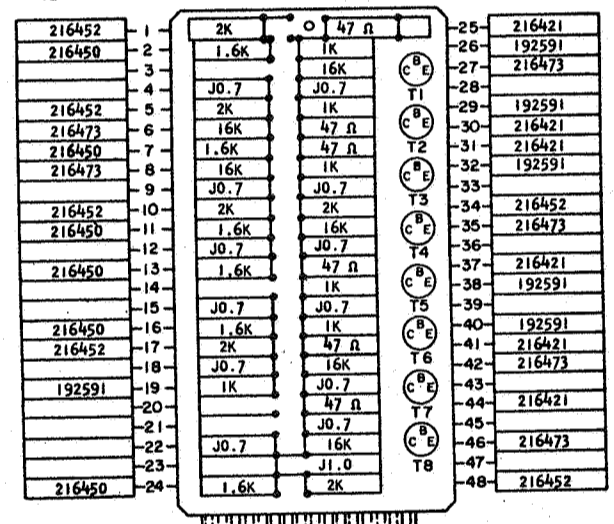 216452 -1- 2K 47 Ω -25- 216421
216450 -2- 1.6K 1K -26- 192591
-3- 16K C B E -27- 216473
-4- J0.7 J0.7 T1 -28-
216452 -5- 2K 1K -29- 192591
216473 -6- 16K 47 Ω C B E -30- 216421
216450 -7- 1.6K 47 Ω T2 -31- 216421
216473 -8- 16K 1K C B E -32- 192591
-9- J0.7 J0.7 T3 -33-
216452 -10- 2K 2K -34- 216452
216450 -11- 1.6K 16K C B E -35- 216473
-12- J0.7 J0.7 T4 -36-
216450 -13- 1.6K 47 Ω -37- 216421
-14- 1K C B E -38- 192591
-15- J0.7 J0.7 T5 -39-
216450 -16- 1.6K 1K C B E -40- 192591
216452 -17- 2K 47 Ω T6 -41- 216421
-18- J0.7 16K -42- 216473
192591 -19- 1K J0.7 C B E -43-
-20- 47 Ω T7 -44- 216421
-21- J0.7 -45-
-22- J0.7 16K C B E -46- 216473
-23- J1.0 T8 -47-
216450 -24- 1.6K 2K -48- 216452